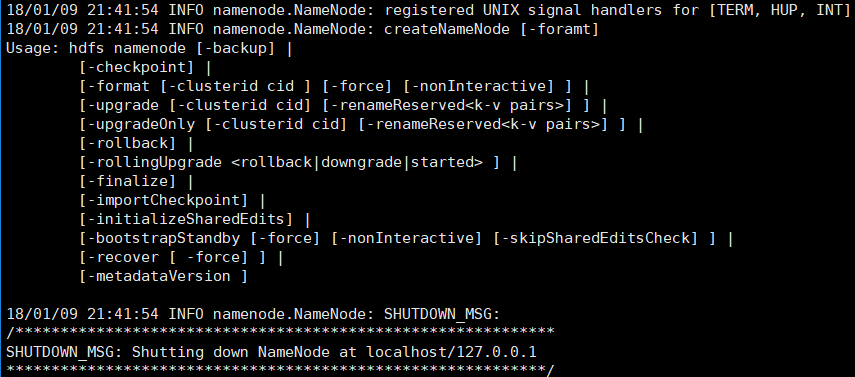 18/01/09 21:41:54 INFO namenode.NameNode: registered UNIX signal handlers for [TERM, HUP, INT]
18/01/09 21:41:54 INFO namenode.NameNode: createNameNode [-foramt]
Usage: hdfs namenode [-backup] |
        [-checkpoint] |
        [-format [-clusterid cid ] [-force] [-nonInteractive] ] |
        [-upgrade [-clusterid cid] [-renameReserved<k-v pairs>] ] |
        [-upgradeOnly [-clusterid cid] [-renameReserved<k-v pairs>] ] |
        [-rollback] |
        [-rollingUpgrade <rollback|downgrade|started> ] |
        [-finalize] |
        [-importCheckpoint] |
        [-initializeSharedEdits] |
        [-bootstrapStandby [-force] [-nonInteractive] [-skipSharedEditsCheck] ] |
        [-recover [ -force] ] |
        [-metadataVersion ]

18/01/09 21:41:54 INFO namenode.NameNode: SHUTDOWN_MSG:
/************************************************************
SHUTDOWN_MSG: Shutting down NameNode at localhost/127.0.0.1
************************************************************/